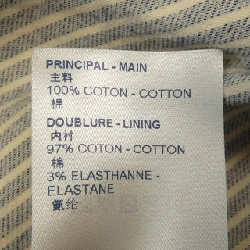 PRINCIPAL - MAIN
主料
100% COTON - COTTON
棉
DOUBLURE - LINING
内衬
97% COTON - COTTON
棉
3% ELASTHANNE -
ELASTANE
氨纶